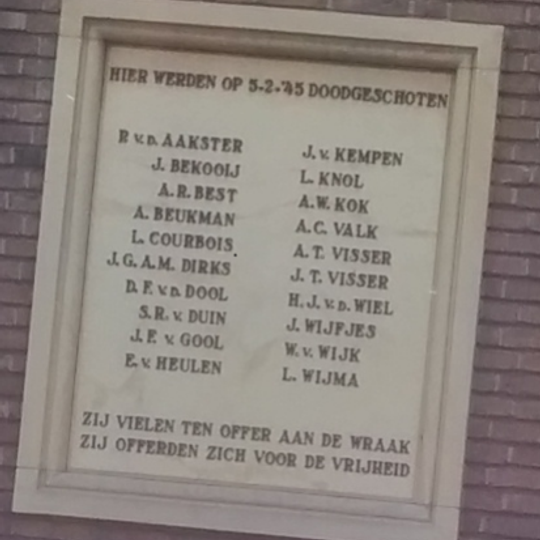 HIER WERDEN OP 5-2-'45 DOODGESCHOTEN
P. v.D. AAKSTER
J. BEKOOIJ
A.R. BEST
A. BEUKMAN
L. COURBOIS
J.G.A.M. DIRKS
D.F. v.D. DOOL
S.R. v. DUIN
J.F. v. GOOL
E. v. HEULEN
J. v. KEMPEN
L. KNOL
A.W. KOK
A.C. VALK
A.T. VISSER
J.T. VISSER
H.J. v.D. WIEL
J. WIJFJES
W. v. WIJK
L. WIJMA
ZIJ VIELEN TEN OFFER AAN DE WRAAK
ZIJ OFFERDEN ZICH VOOR DE VRIJHEID